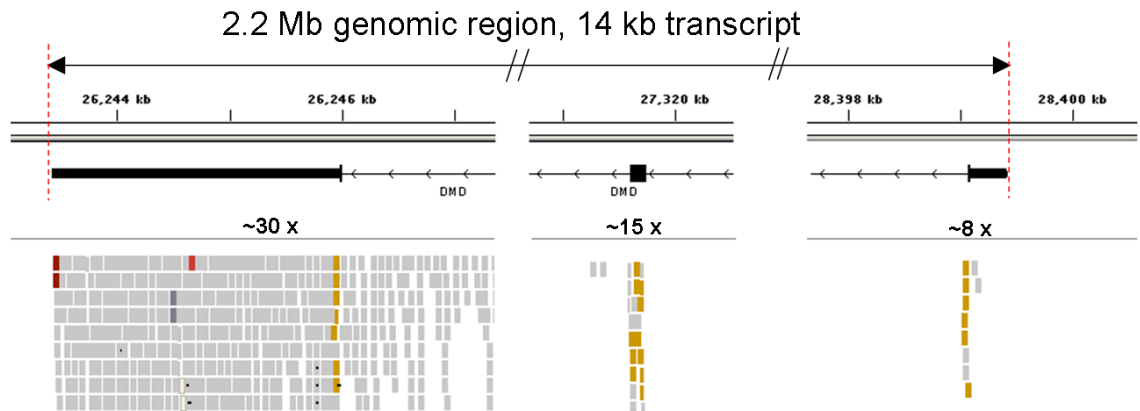 2.2 Mb genomic region, 14 kb transcript
26,244 kb 26,246 kb 27,320 kb 28,398 kb 28,400 kb
DMD DMD
~30 x ~15 x ~8 x